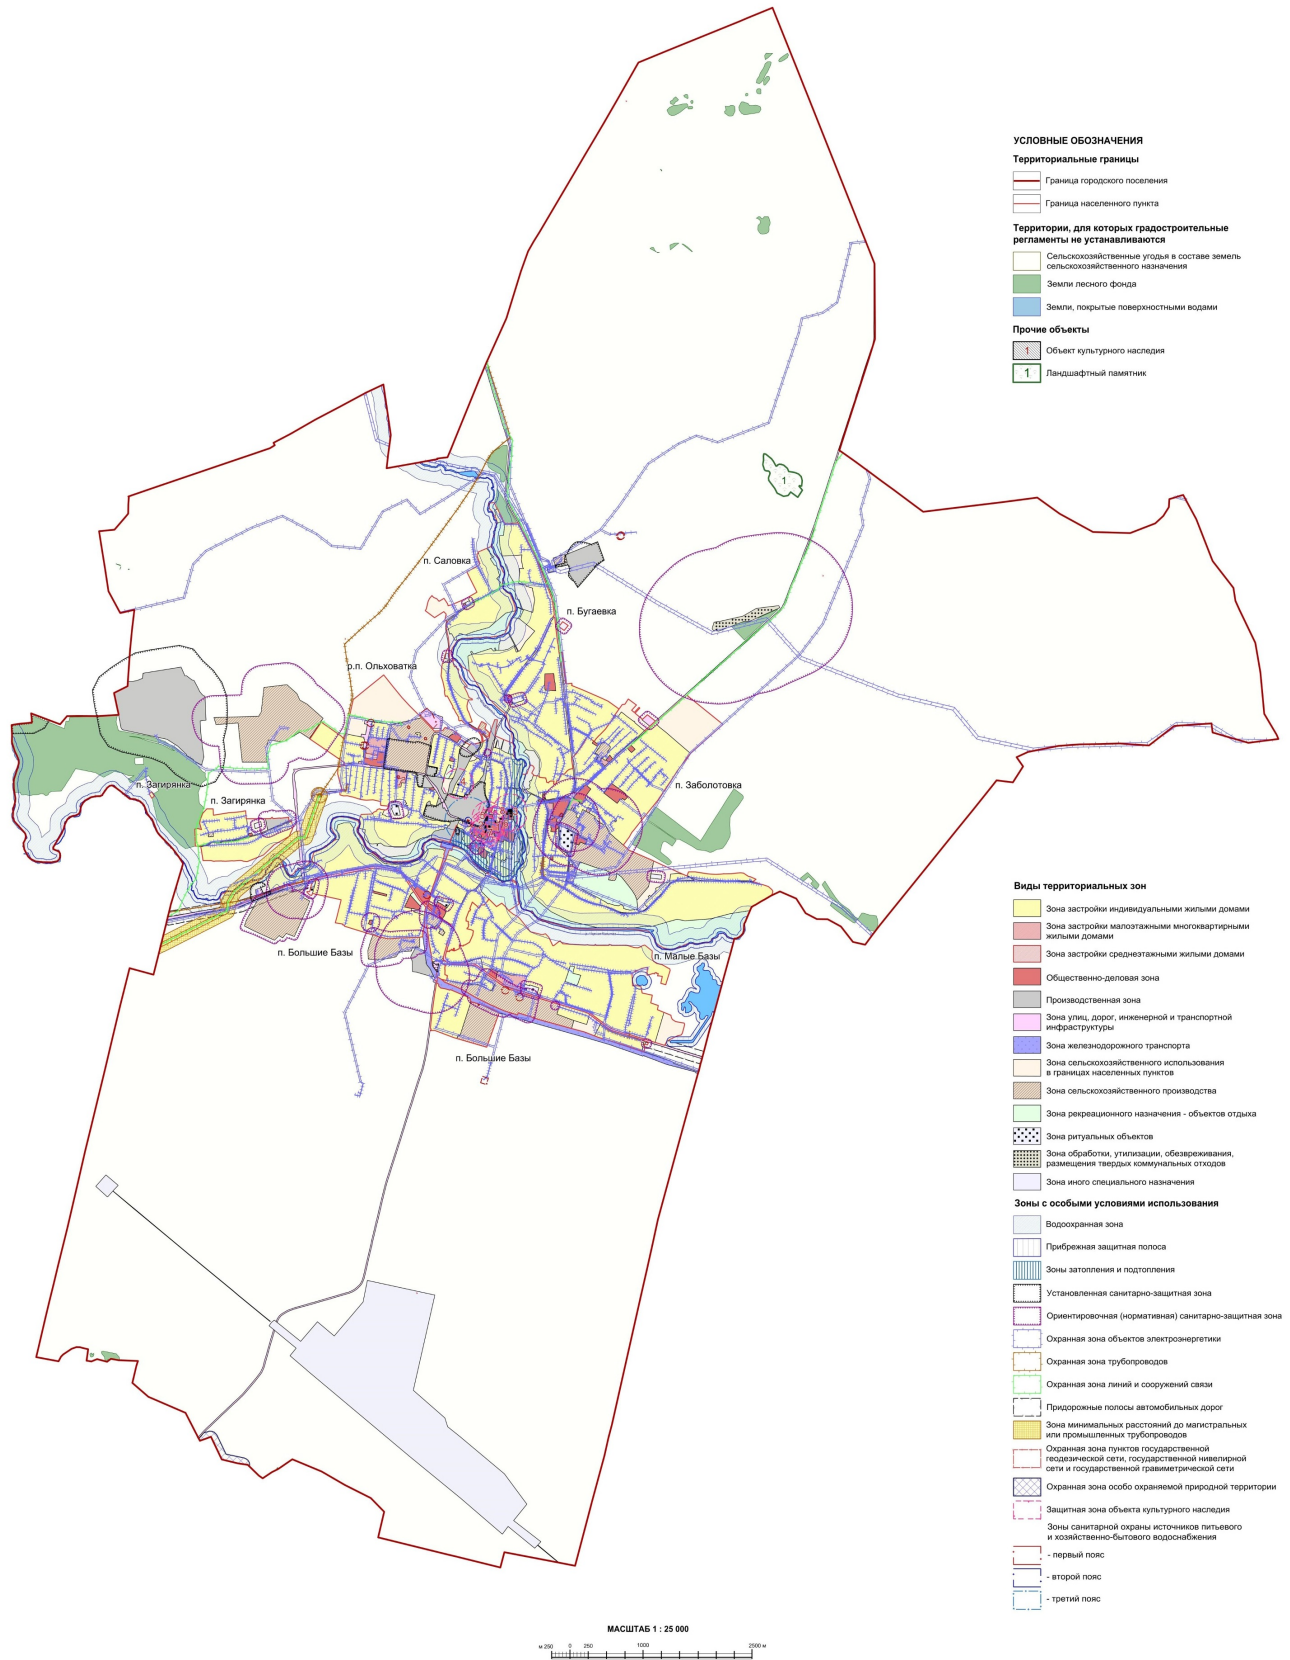 УСЛОВНЫЕ ОБОЗНАЧЕНИЯ
Территориальные границы
Граница городского поселения
Граница населенного пункта
Территории, для которых градостроительные
регламенты не устанавливаются
Сельскохозяйственные угодья в составе земель
сельскохозяйственного назначения
Земли лесного фонда
Земли, покрытые поверхностными водами
Прочие объекты
1
Объект культурного наследия
1
Ландшафтный памятник
1
п. Саловка
п. Бугаевка
р.п. Ольховатка
п. Загирянка
п. Загирянка
п. Заболотовка
п. Большие Базы
п. Малые Базы
п. Большие Базы
Виды территориальных зон
Зона застройки индивидуальными жилыми домами
Зона застройки малоэтажными многоквартирными
жилыми домами
Зона застройки среднеэтажными жилыми домами
Общественно-деловая зона
Производственная зона
Зона улиц, дорог, инженерной и транспортной
инфраструктуры
Зона железнодорожного транспорта
Зона сельскохозяйственного использования
в границах населенных пунктов
Зона сельскохозяйственного производства
Зона рекреационного назначения - объектов отдыха
Зона ритуальных объектов
Зона обработки, утилизации, обезвреживания,
размещения твердых коммунальных отходов
Зона иного специального назначения
Зоны с особыми условиями использования
Водоохранная зона
Прибрежная защитная полоса
Зоны затопления и подтопления
Установленная санитарно-защитная зона
Ориентировочная (нормативная) санитарно-защитная зона
Охранная зона объектов электроэнергетики
Охранная зона трубопроводов
Охранная зона линий и сооружений связи
Придорожные полосы автомобильных дорог
Зона минимальных расстояний до магистральных
или промышленных трубопроводов
Охранная зона пунктов государственной
геодезической сети, государственной нивелирной
сети и государственной гравиметрической сети
Охранная зона особо охраняемой природной территории
Защитная зона объекта культурного наследия
Зоны санитарной охраны источников питьевого
и хозяйственно-бытового водоснабжения
- первый пояс
- второй пояс
- третий пояс
МАСШТАБ 1 : 25 000
м 250 0 250 1000 2500 м